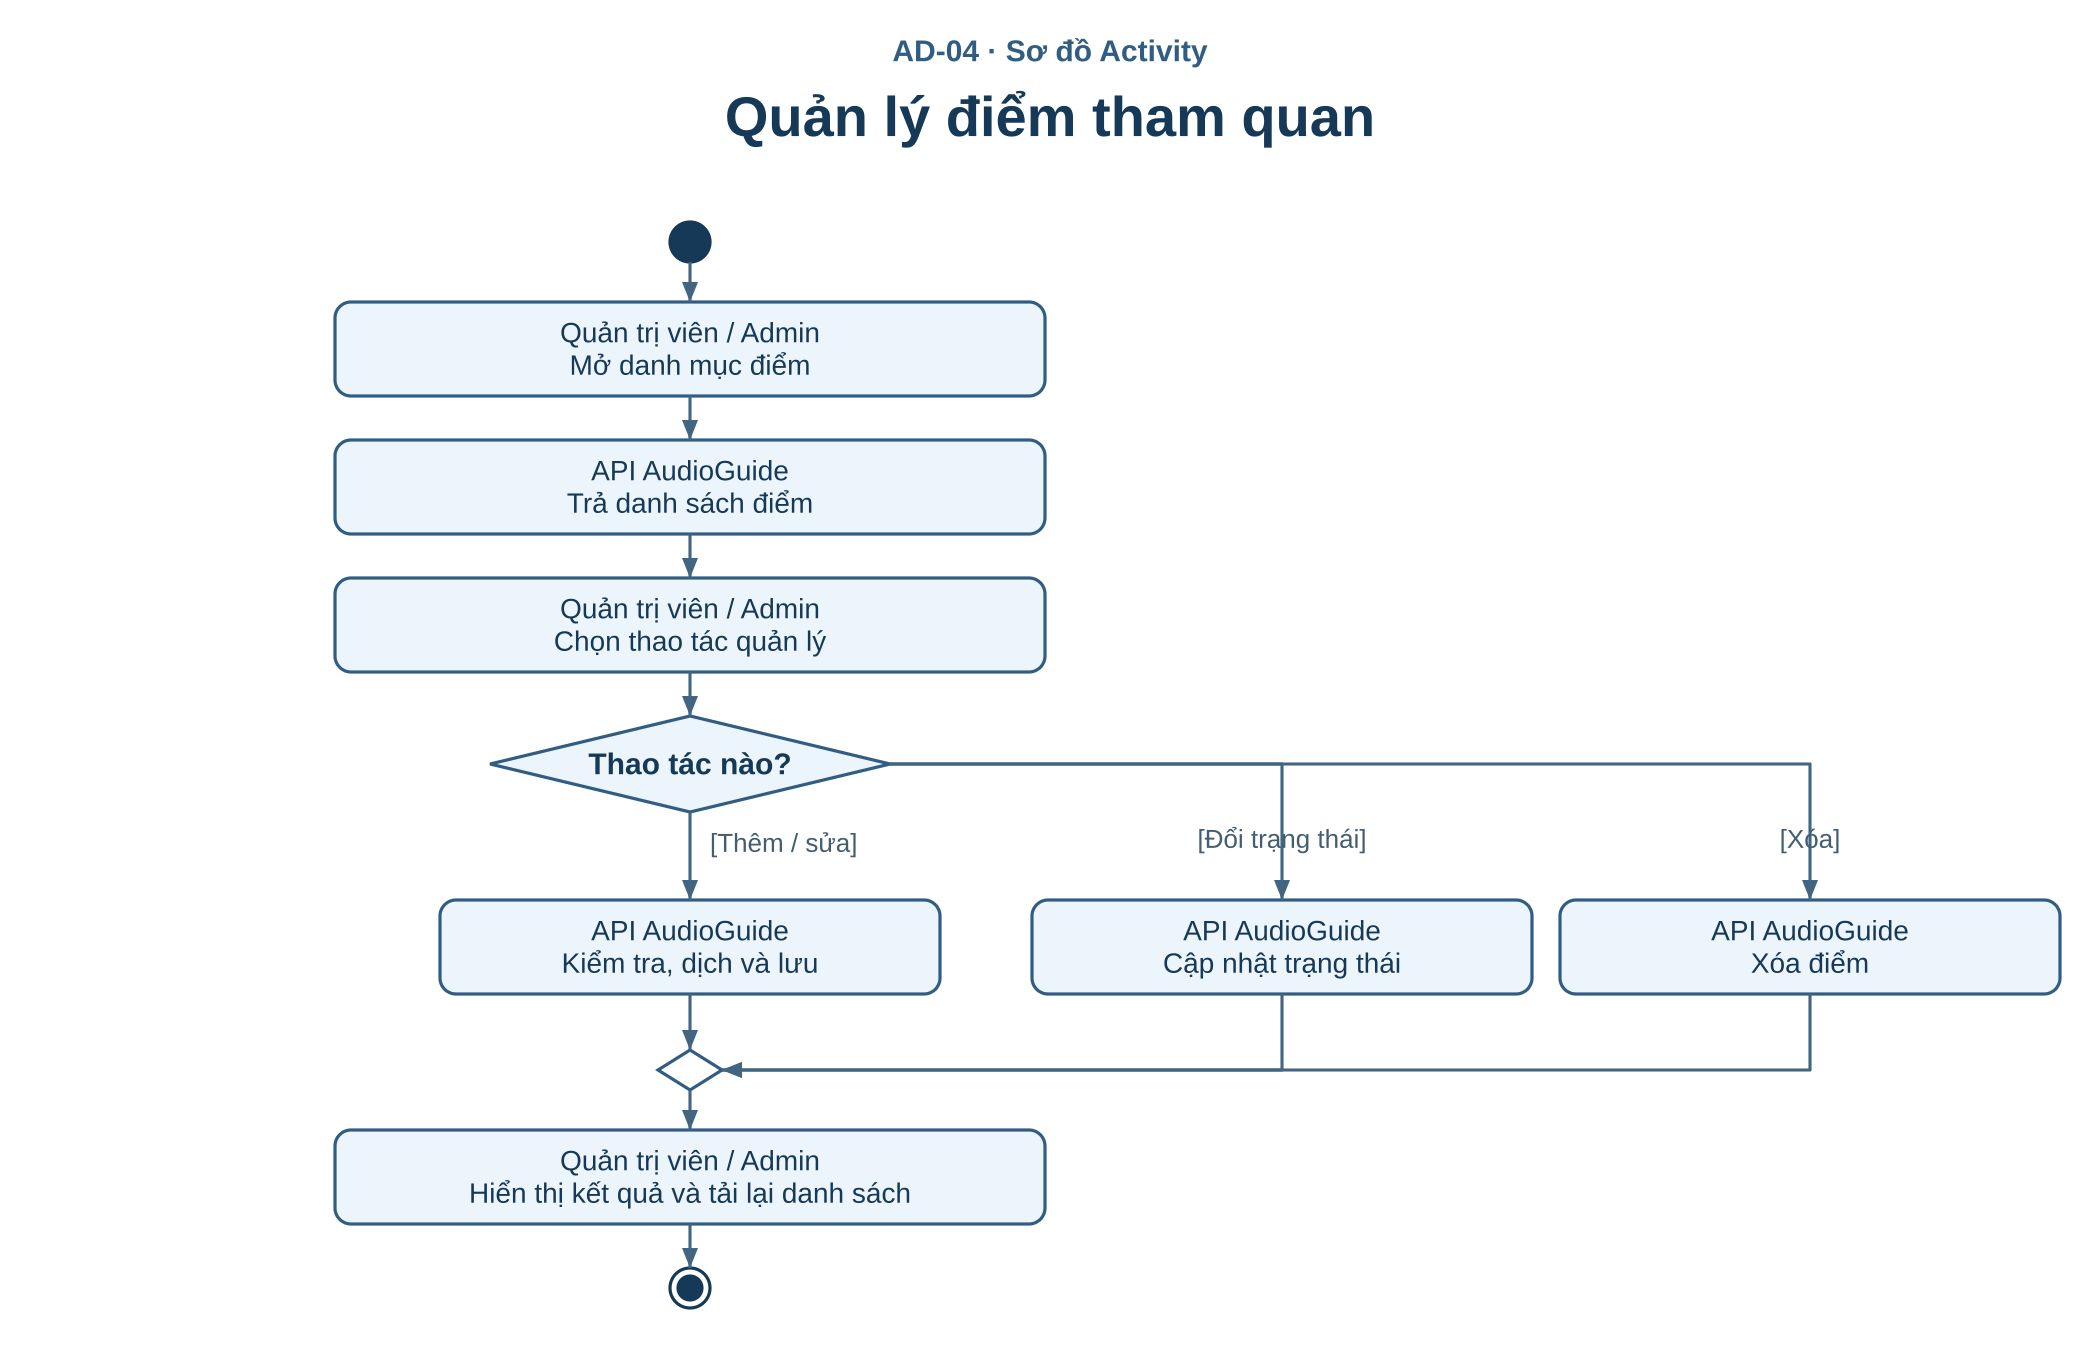 AD-04 · Sơ đồ Activity
Quản lý điểm tham quan
Quản trị viên / Admin
Mở danh mục điểm
API AudioGuide
Trả danh sách điểm
Quản trị viên / Admin
Chọn thao tác quản lý
Thao tác nào?
[Thêm / sửa]
[Đổi trạng thái]
[Xóa]
API AudioGuide
Kiểm tra, dịch và lưu
API AudioGuide
Cập nhật trạng thái
API AudioGuide
Xóa điểm
Quản trị viên / Admin
Hiển thị kết quả và tải lại danh sách